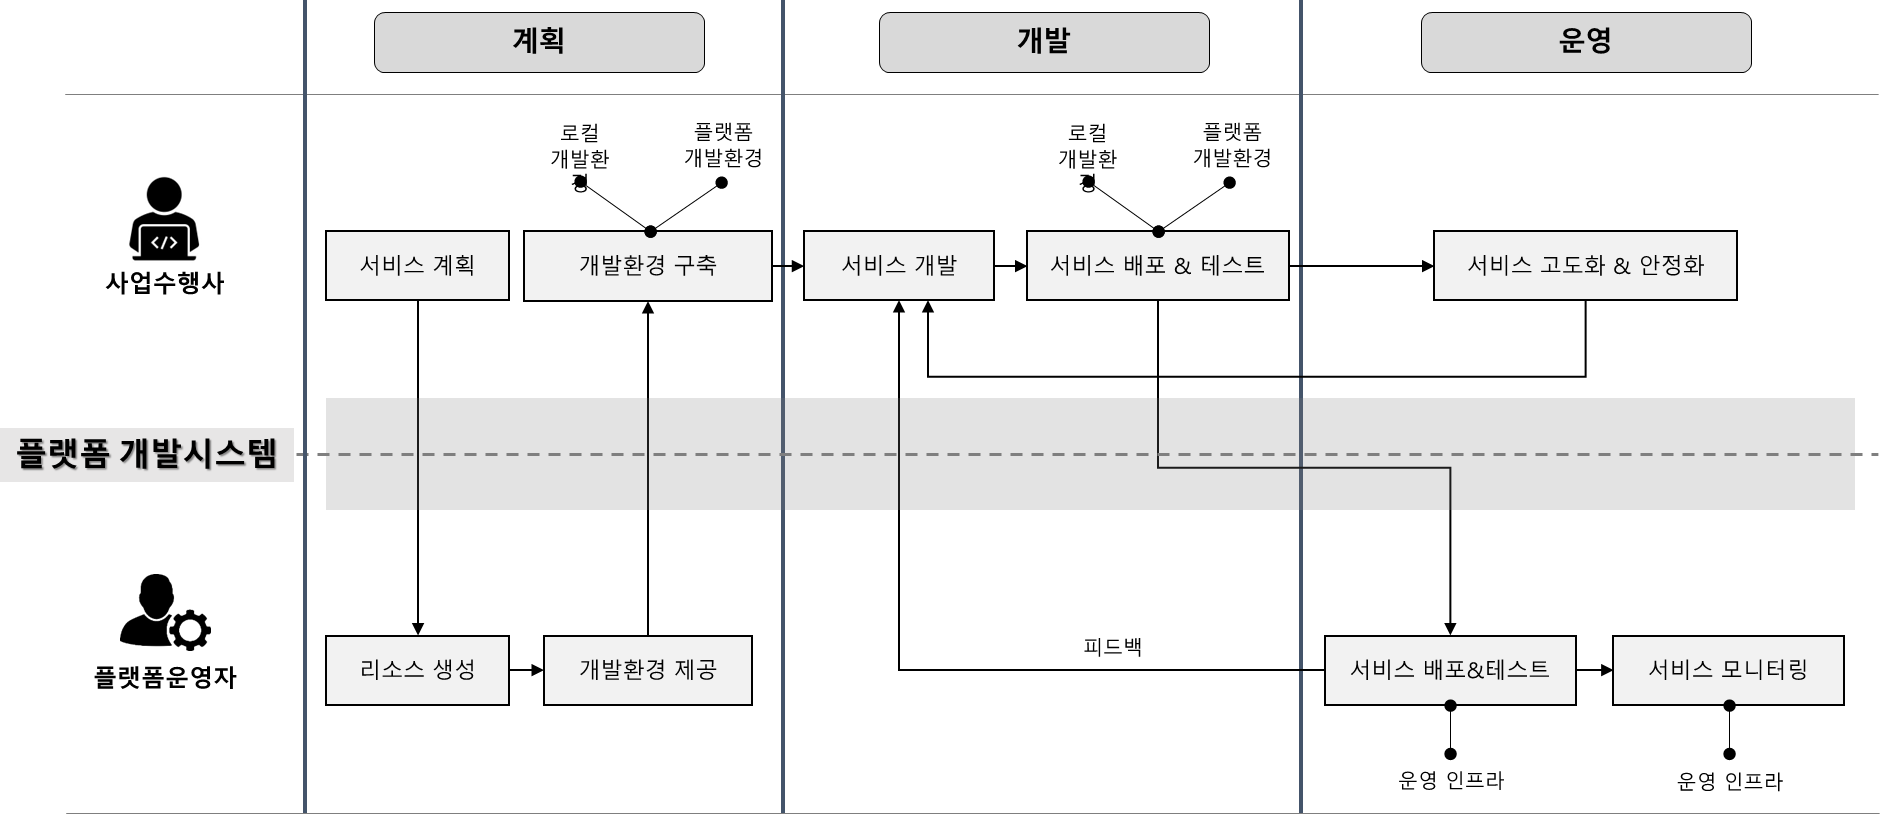 계획
개발
운영
로컬
개발환
경
플랫폼
개발환경
로컬
개발환
경
플랫폼
개발환경
</>
사업수행사
서비스 계획
개발환경 구축
서비스 개발
서비스 배포 & 테스트
서비스 고도화 & 안정화
플랫폼 개발시스템
플랫폼운영자
리소스 생성
개발환경 제공
피드백
서비스 배포&테스트
서비스 모니터링
운영 인프라
운영 인프라